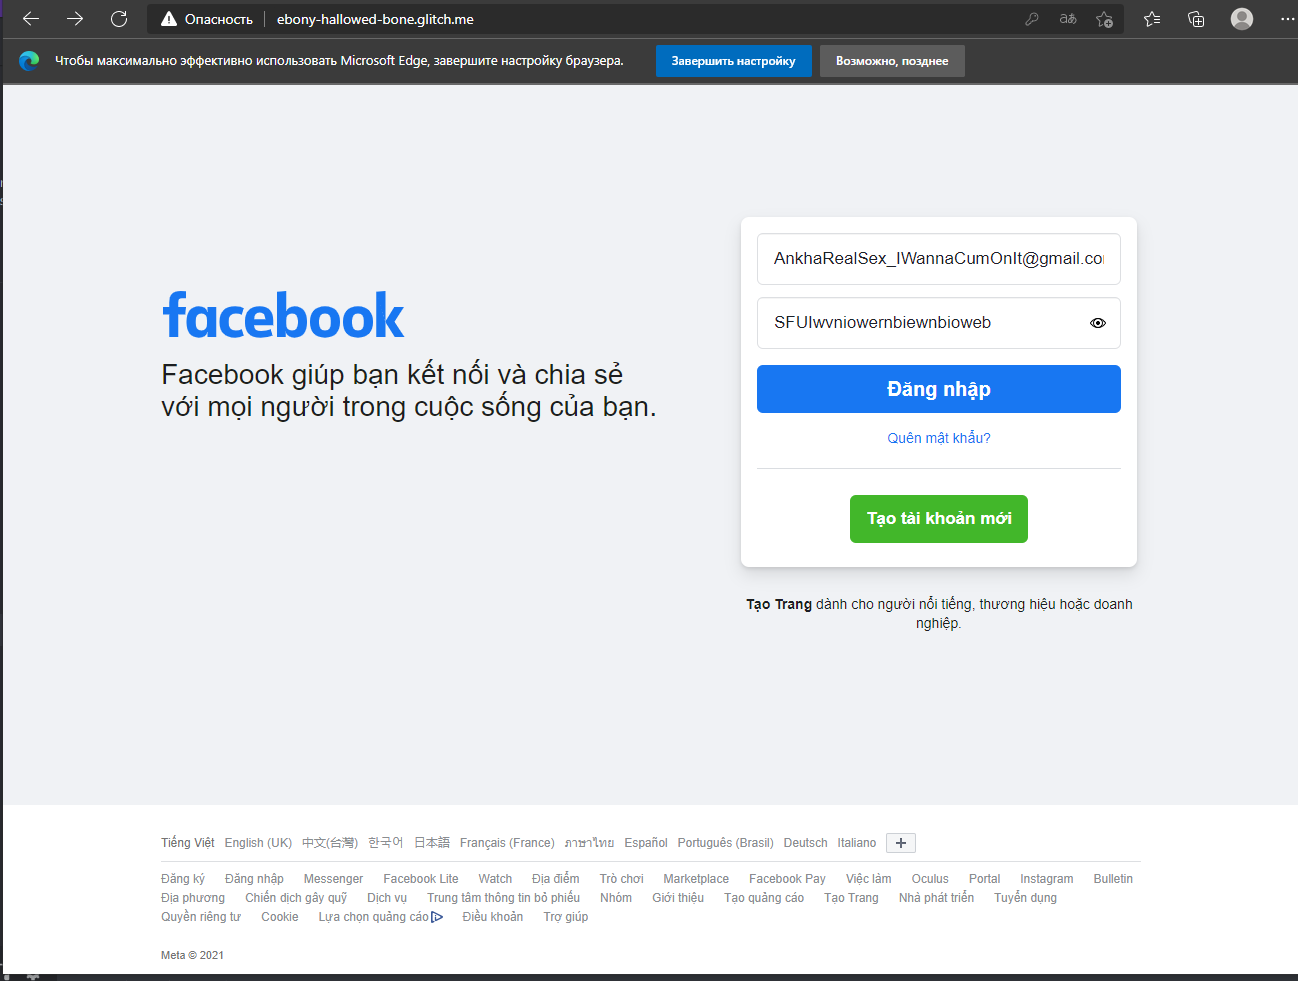 Опасность ebony-hallowed-bone.glitch.me
Чтобы максимально эффективно использовать Microsoft Edge, завершите настройку браузера. Завершить настройку Возможно, позднее
facebook
Facebook giúp bạn kết nối và chia sẻ
với mọi người trong cuộc sống của bạn.
AnkhaRealSex_IWannaCumOnIt@gmail.co
SFUIwvniowernbiewnbioweb
Đăng nhập
Quên mật khẩu?
Tạo tài khoản mới
Tạo Trang dành cho người nổi tiếng, thương hiệu hoặc doanh
nghiệp.
Tiếng Việt English (UK) 中文(台灣) 한국어 日本語 Français (France) ภาษาไทย Español Português (Brasil) Deutsch Italiano
Đăng ký Đăng nhập Messenger Facebook Lite Watch Địa điểm Trò chơi Marketplace Facebook Pay Việc làm Oculus Portal Instagram Bulletin
Địa phương Chiến dịch gây quỹ Dịch vụ Trung tâm thông tin bỏ phiếu Nhóm Giới thiệu Tạo quảng cáo Tạo Trang Nhà phát triển Tuyển dụng
Quyền riêng tư Cookie Lựa chọn quảng cáo Điều khoản Trợ giúp
Meta © 2021